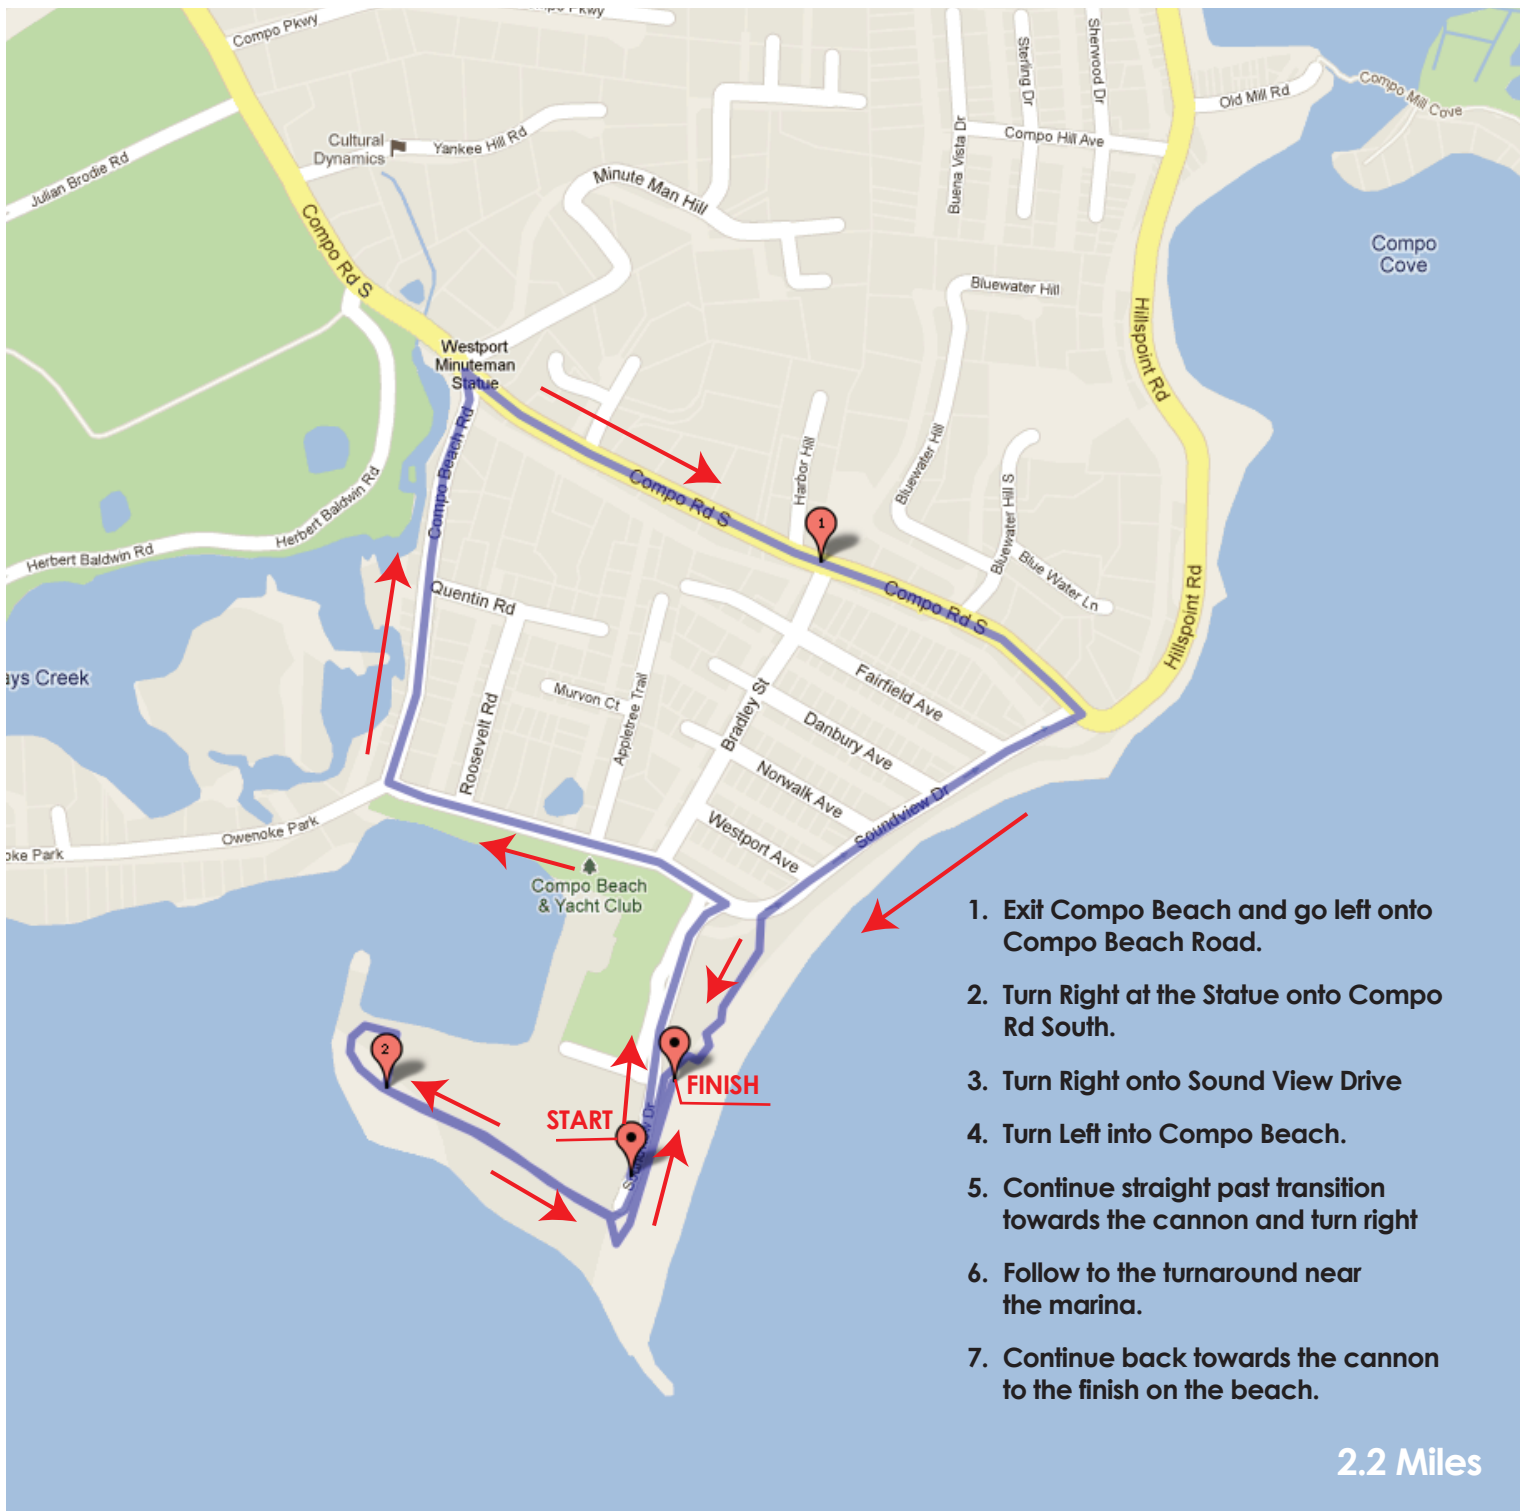 Compo Pkwy
Compo Pkwy
Sterling Dr
Sherwood Dr
Buena Vista Dr
Old Mill Rd
Compo Mill Cove
Compo Hill Ave
Cultural
Dynamics
Yankee Hill Rd
Julian Brodie Rd
Minute Man Hill
Compo Rd S
Compo
Cove
Bluewater Hill
Hillspoint Rd
Westport
Minuteman
Statue
Compo Beach Rd
Harbor Hill
Bluewater Hill
Bluewater Hill S
Compo Rd S
Herbert Baldwin Rd
Herbert Baldwin Rd
1
Blue Water Ln
Compo Rd S
Hillspoint Rd
Quentin Rd
ays Creek
Murvon Ct
Appletree Trail
Roosevelt Rd
Bradley St
Fairfield Ave
Danbury Ave
Norwalk Ave
Westport Ave
Soundview Dr
Owenoke Park
oke Park
Compo Beach
& Yacht Club
2
FINISH
START
Soundview Dr
1. Exit Compo Beach and go left onto
Compo Beach Road.
2. Turn Right at the Statue onto Compo
Rd South.
3. Turn Right onto Sound View Drive
4. Turn Left into Compo Beach.
5. Continue straight past transition
towards the cannon and turn right
6. Follow to the turnaround near
the marina.
7. Continue back towards the cannon
to the finish on the beach.
2.2 Miles